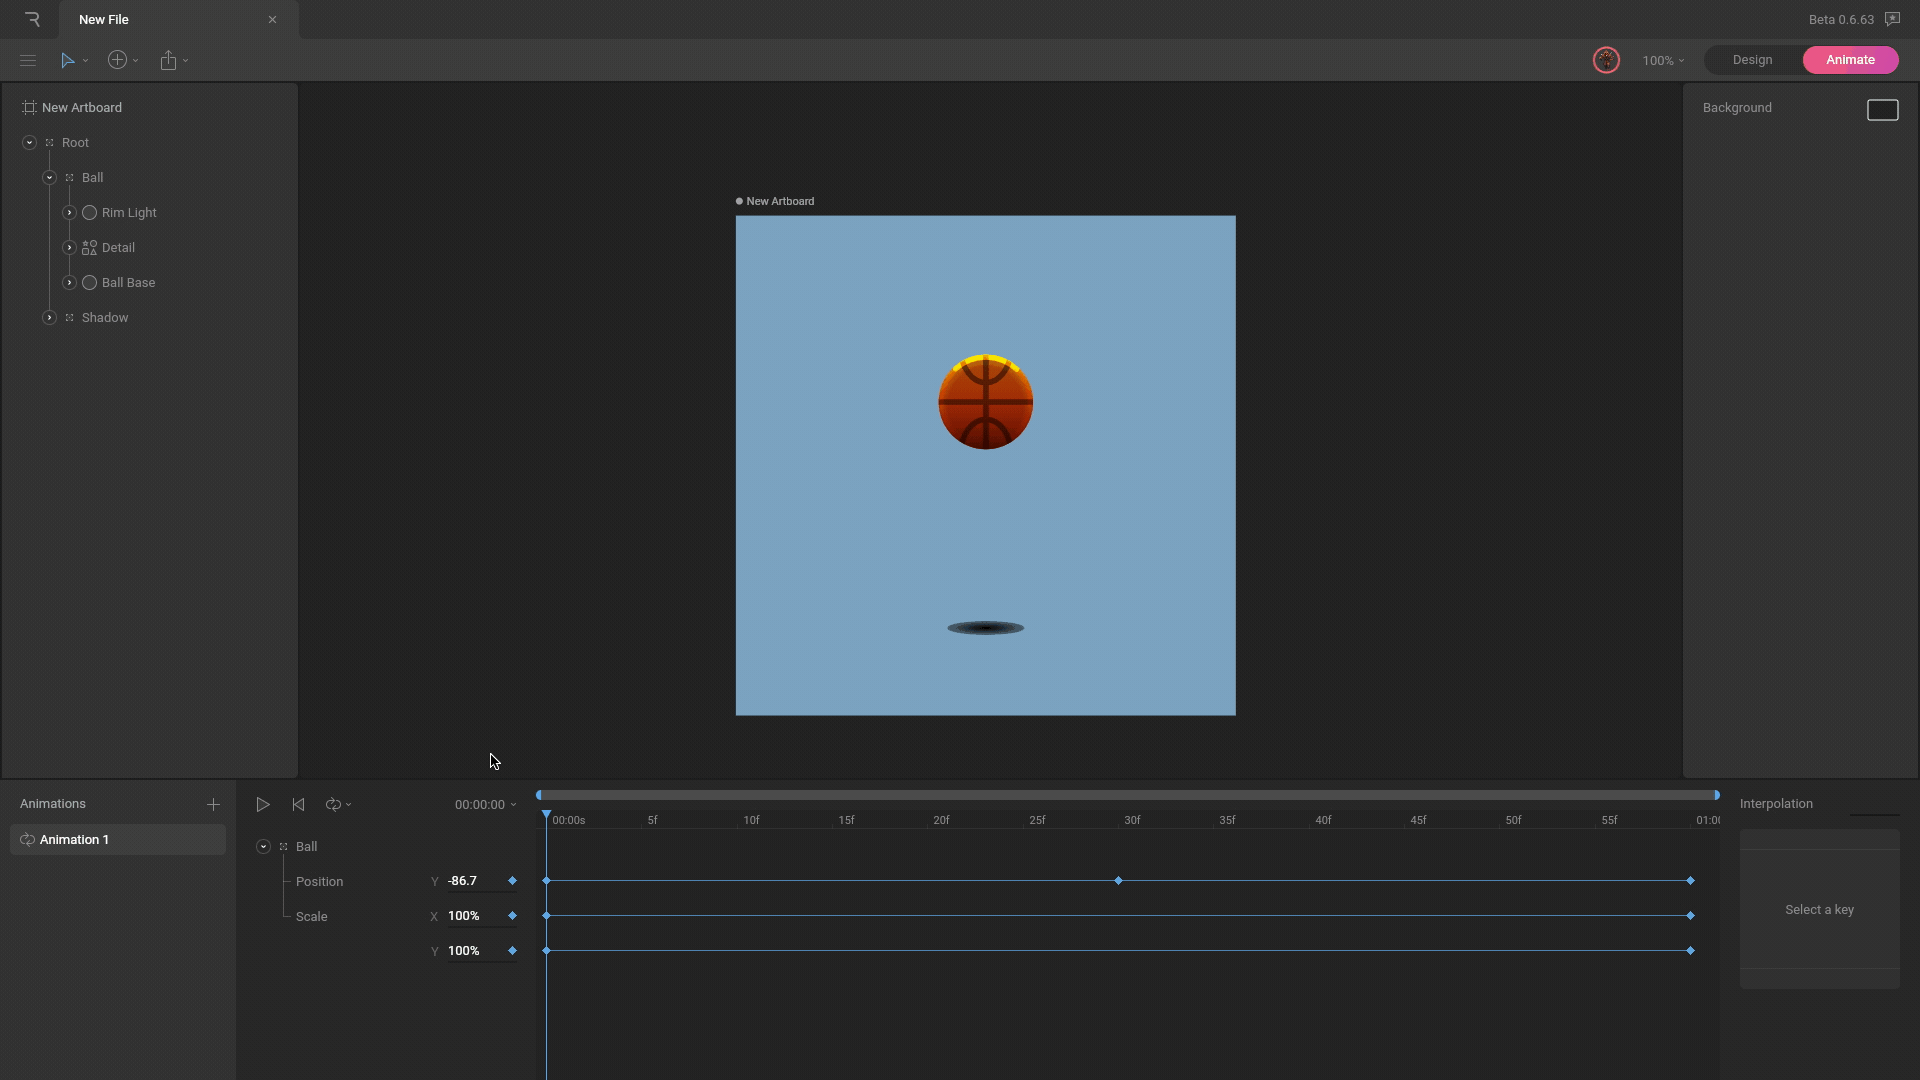 New File
Beta 0.6.63
100%
Design
Animate
New Artboard
Root
Ball
Rim Light
Detail
Ball Base
Shadow
New Artboard
Background
Animations
Animation 1
00:00:00
Ball
Position Y -86.7
Scale X 100%
Y 100%
00:00s 5f 10f 15f 20f 25f 30f 35f 40f 45f 50f 55f 01:00
Interpolation
Select a key